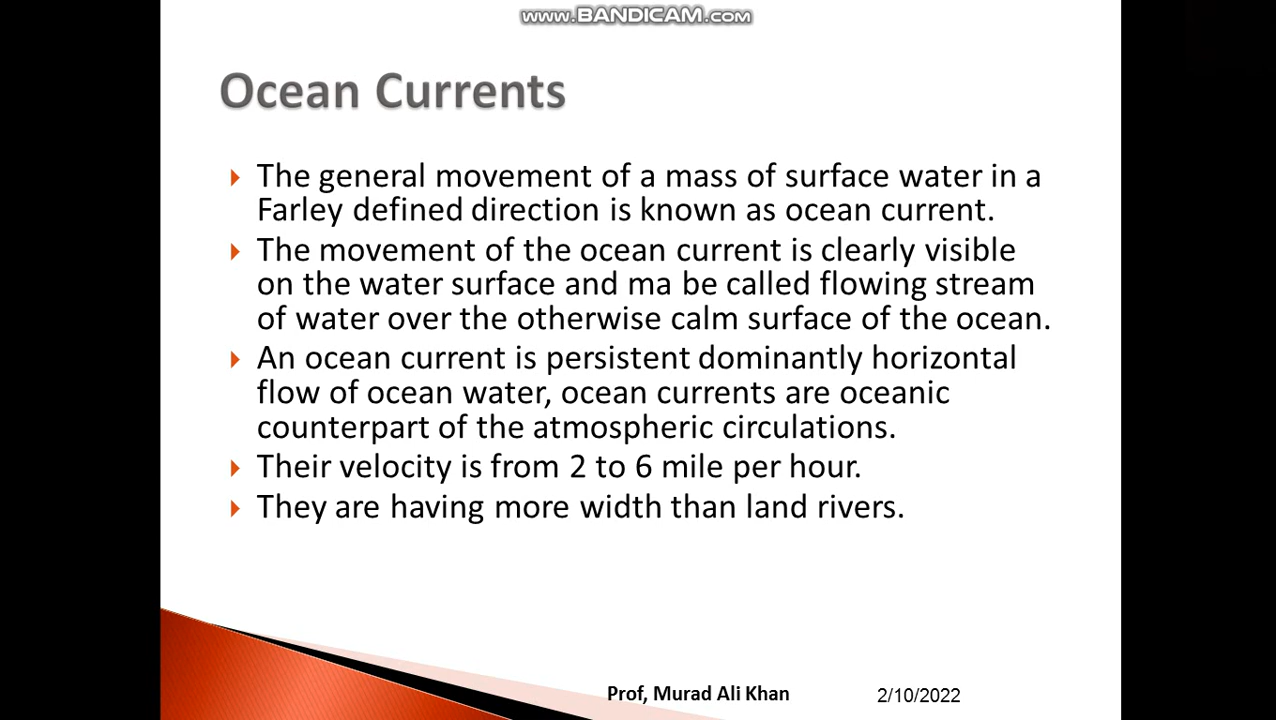 www.BANDICAM.com
Ocean Currents
The general movement of a mass of surface water in a
Farley defined direction is known as ocean current.
The movement of the ocean current is clearly visible
on the water surface and ma be called flowing stream
of water over the otherwise calm surface of the ocean.
An ocean current is persistent dominantly horizontal
flow of ocean water, ocean currents are oceanic
counterpart of the atmospheric circulations.
Their velocity is from 2 to 6 mile per hour.
They are having more width than land rivers.
Prof, Murad Ali Khan
2/10/2022